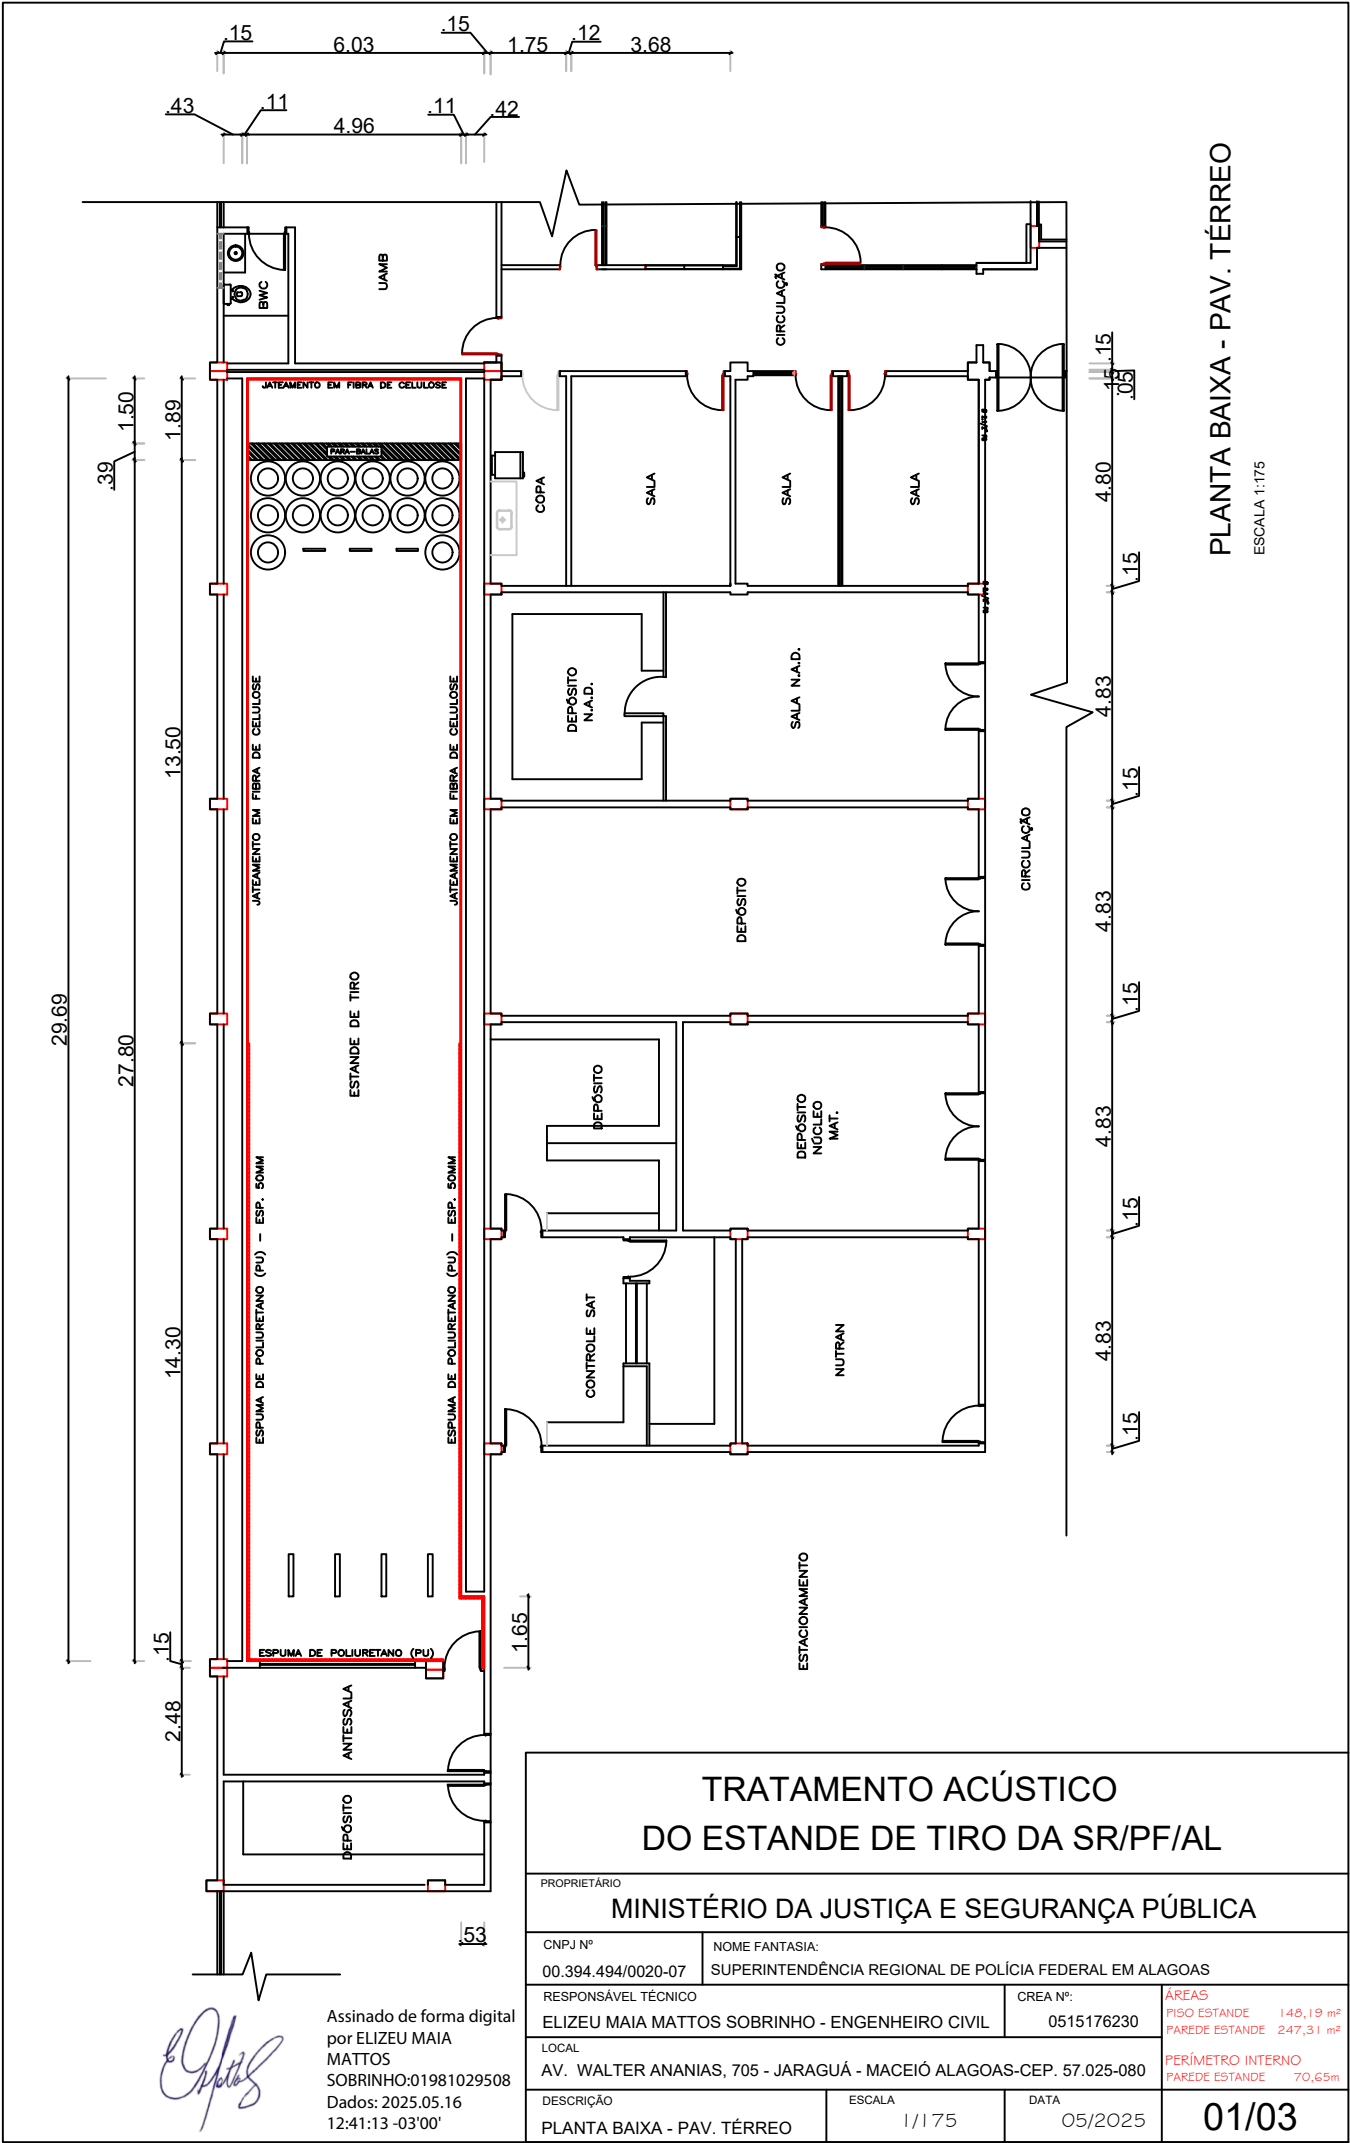 .15
6.03
.15
1.75
.12
3.68
.43
.11
4.96
.11
.42
PLANTA BAIXA - PAV. TÉRREO
ESCALA 1:175
BWC
UAMB
CIRCULAÇÃO
JATEAMENTO EM FIBRA DE CELULOSE
PARA-BALAS
COPA
SALA
SALA
SALA
1.50
1.89
.39
.15
.15
.05
4.80
.15
DEPÓSITO
N.A.D.
SALA N.A.D.
4.83
.15
JATEAMENTO EM FIBRA DE CELULOSE
JATEAMENTO EM FIBRA DE CELULOSE
13.50
DEPÓSITO
CIRCULAÇÃO
4.83
.15
29.69
27.80
ESTANDE DE TIRO
DEPÓSITO
DEPÓSITO
NÚCLEO
MAT.
4.83
.15
ESPUMA DE POLIURETANO (PU) - ESP. 50MM
ESPUMA DE POLIURETANO (PU) - ESP. 50MM
14.30
CONTROLE SAT
NUTRAN
4.83
.15
ESTACIONAMENTO
1.65
ESPUMA DE POLIURETANO (PU)
.15
2.48
ANTESSALA
DEPÓSITO
.53
TRATAMENTO ACÚSTICO
DO ESTANDE DE TIRO DA SR/PF/AL
PROPRIETÁRIO
MINISTÉRIO DA JUSTIÇA E SEGURANÇA PÚBLICA
CNPJ Nº
00.394.494/0020-07
NOME FANTASIA:
SUPERINTENDÊNCIA REGIONAL DE POLÍCIA FEDERAL EM ALAGOAS
RESPONSÁVEL TÉCNICO
ELIZEU MAIA MATTOS SOBRINHO - ENGENHEIRO CIVIL
CREA Nº:
0515176230
ÁREAS
PISO ESTANDE 148,19 m²
PAREDE ESTANDE 247,31 m²
PERÍMETRO INTERNO
PAREDE ESTANDE 70,65m
LOCAL
AV. WALTER ANANIAS, 705 - JARAGUÁ - MACEIÓ ALAGOAS-CEP. 57.025-080
DESCRIÇÃO
PLANTA BAIXA - PAV. TÉRREO
ESCALA
1/175
DATA
05/2025
01/03
Assinado de forma digital
por ELIZEU MAIA
MATTOS
SOBRINHO:01981029508
Dados: 2025.05.16
12:41:13 -03'00'